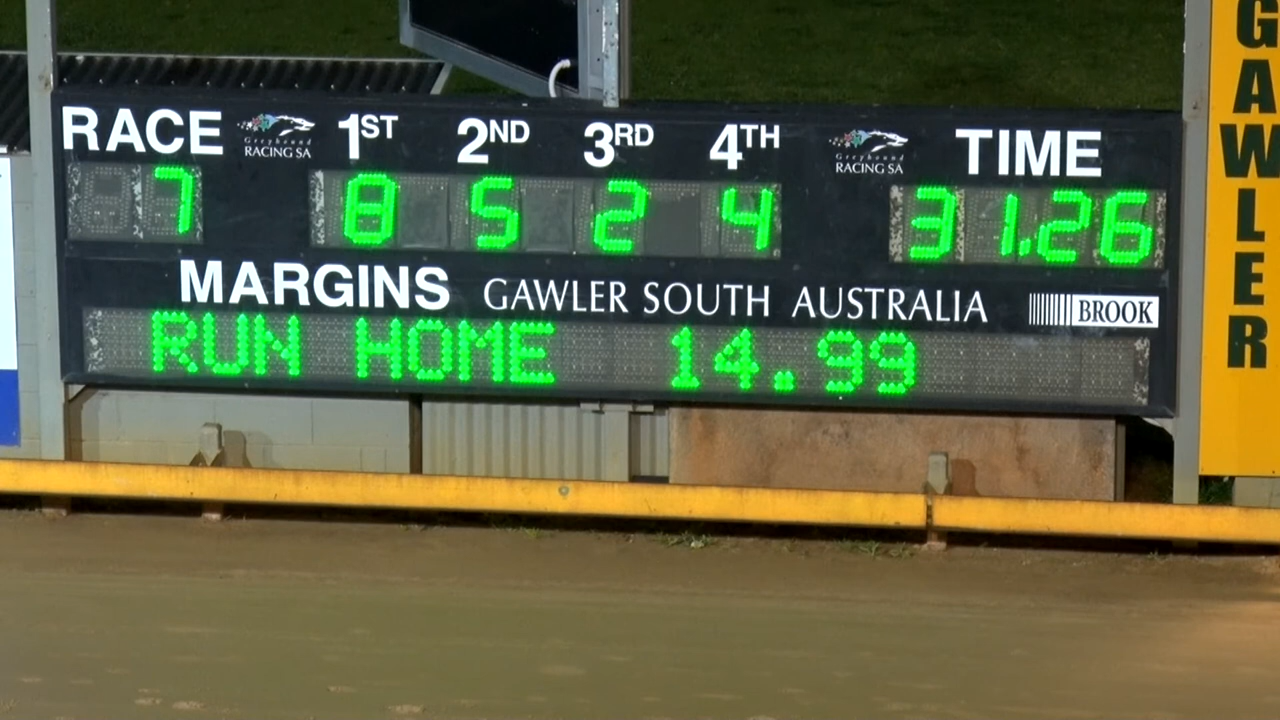 RACE Greyhound RACING SA 1ST 2ND 3RD 4TH Greyhound RACING SA TIME
7 8 5 2 4 31.26
MARGINS GAWLER SOUTH AUSTRALIA BROOK
RUN HOME 14.99
GAWLER